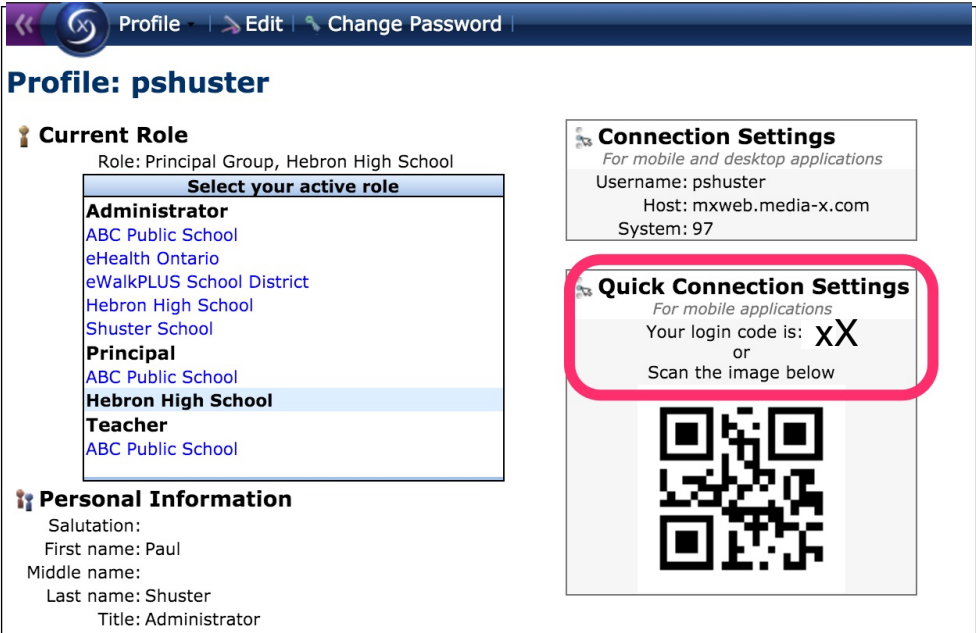 Profile | Edit | Change Password |
Profile: pshuster
Current Role
Role: Principal Group, Hebron High School
Select your active role
Administrator
ABC Public School
eHealth Ontario
eWalkPLUS School District
Hebron High School
Shuster School
Principal
ABC Public School
Hebron High School
Teacher
ABC Public School
Personal Information
Salutation:
First name: Paul
Middle name:
Last name: Shuster
Title: Administrator
Connection Settings
For mobile and desktop applications
Username: pshuster
Host: mxweb.media-x.com
System: 97
Quick Connection Settings
For mobile applications
Your login code is: xX
or
Scan the image below